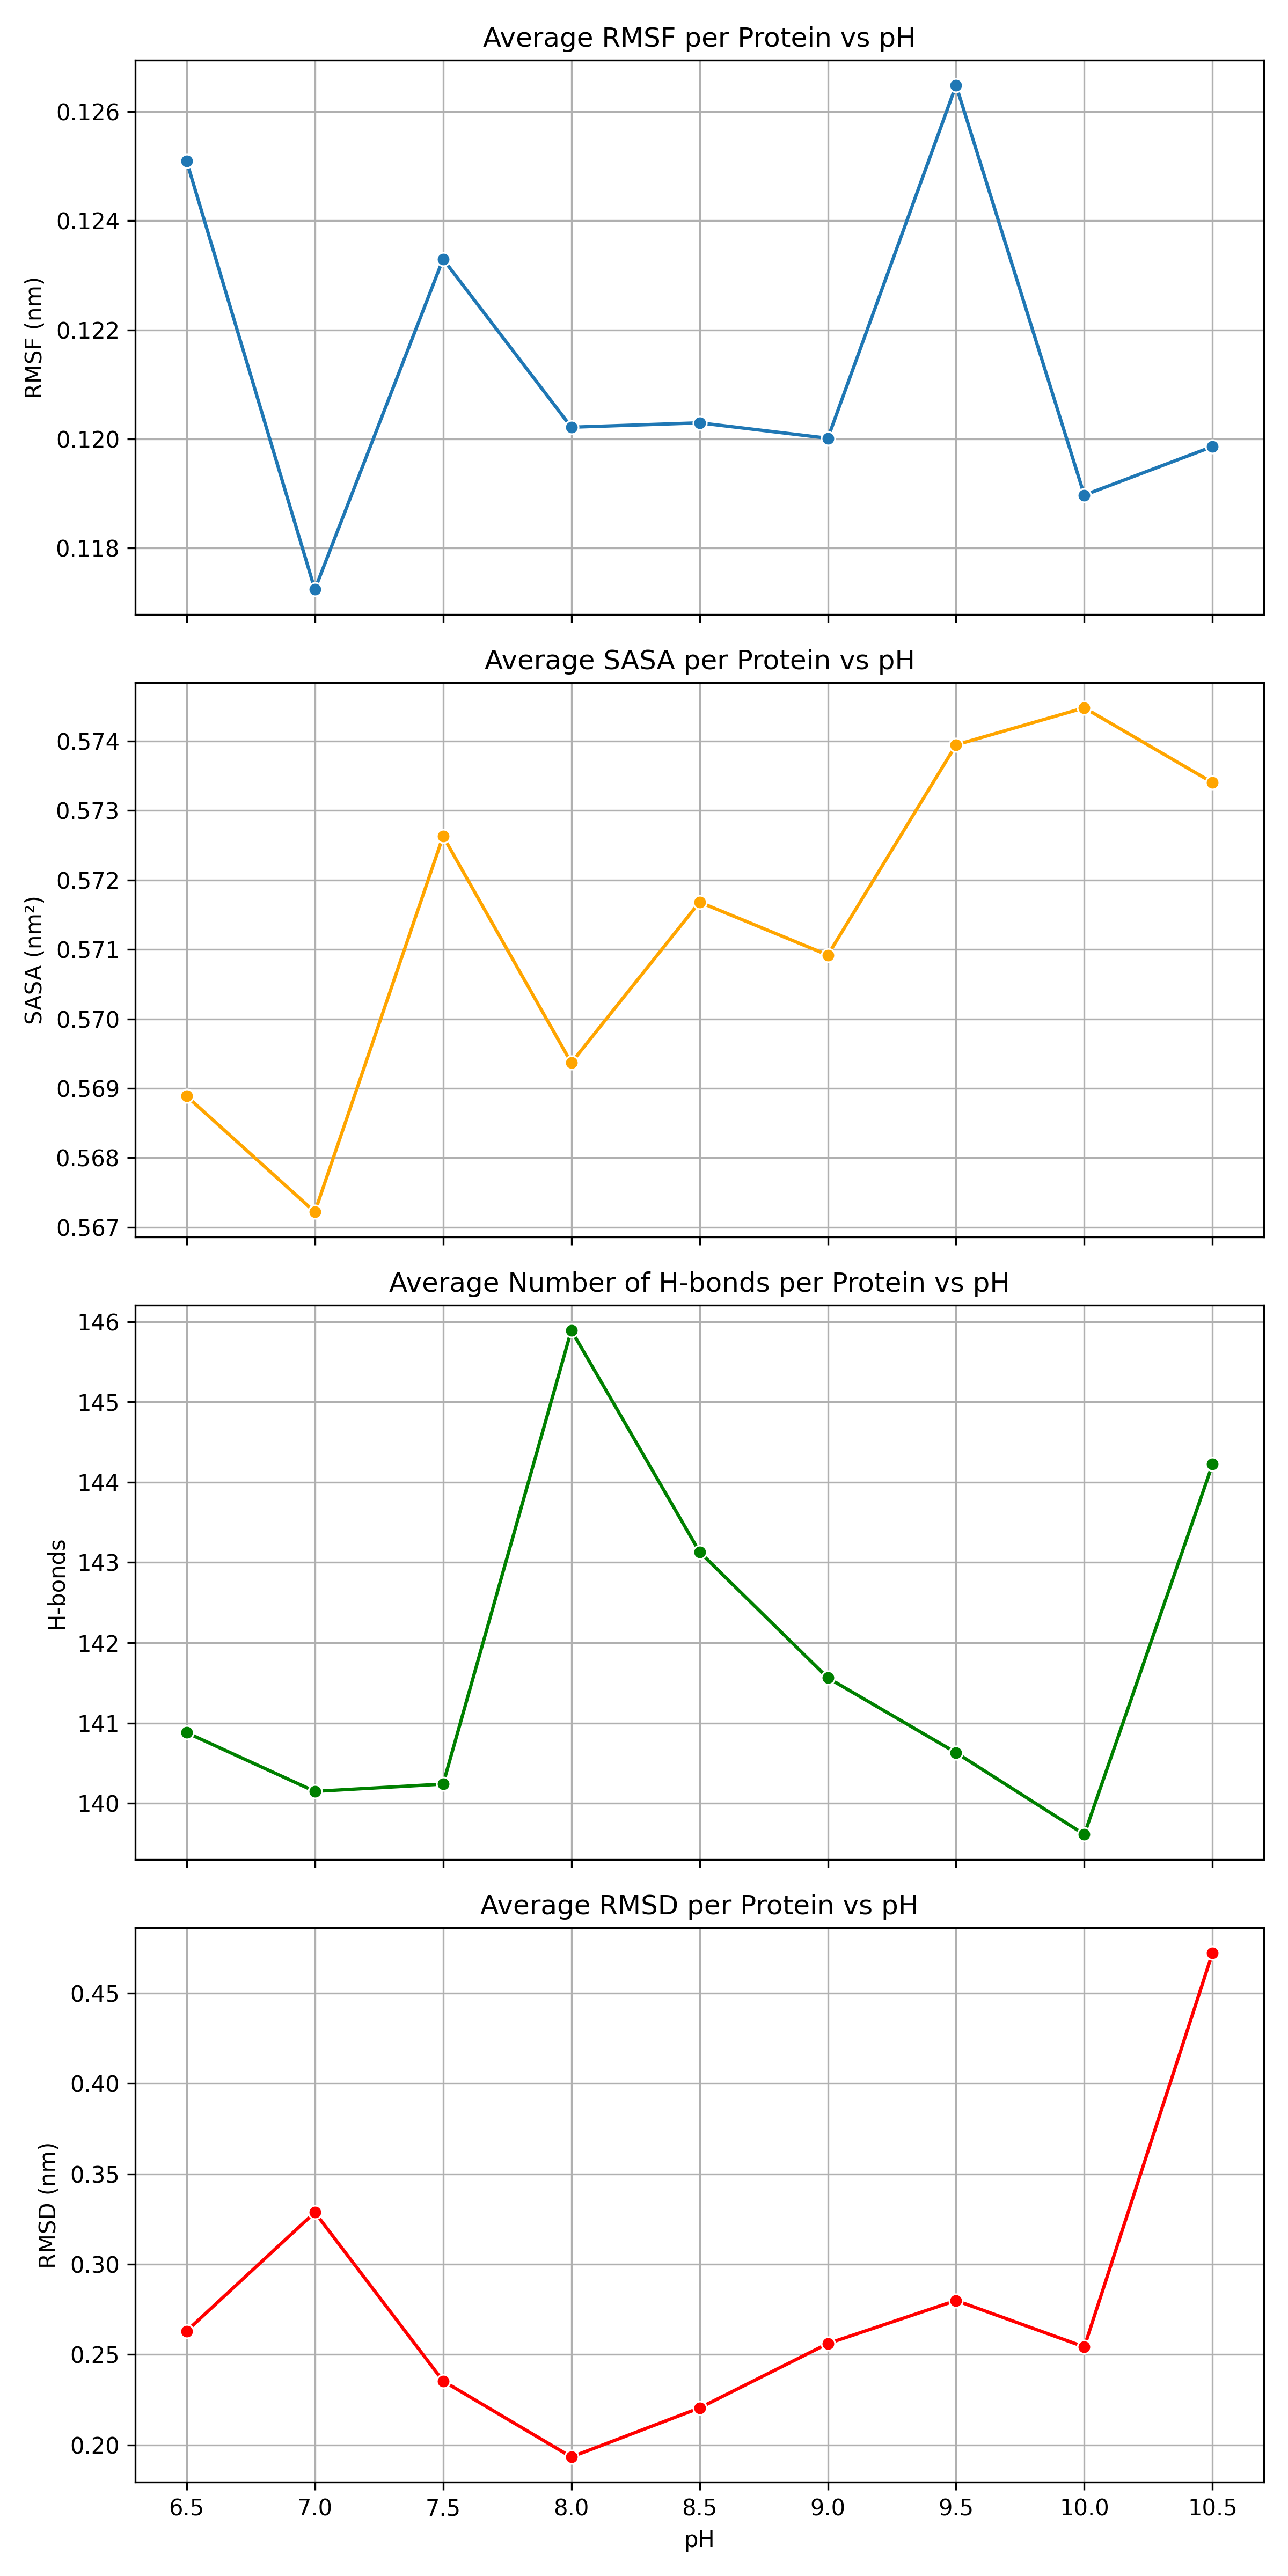 Average RMSF per Protein vs pH
0.126
0.124
0.122
0.120
0.118
RMSF (nm)
Average SASA per Protein vs pH
0.574
0.573
0.572
0.571
0.570
0.569
0.568
0.567
SASA (nm²)
Average Number of H-bonds per Protein vs pH
146
145
144
143
142
141
140
H-bonds
Average RMSD per Protein vs pH
0.45
0.40
0.35
0.30
0.25
0.20
RMSD (nm)
6.5 7.0 7.5 8.0 8.5 9.0 9.5 10.0 10.5
pH